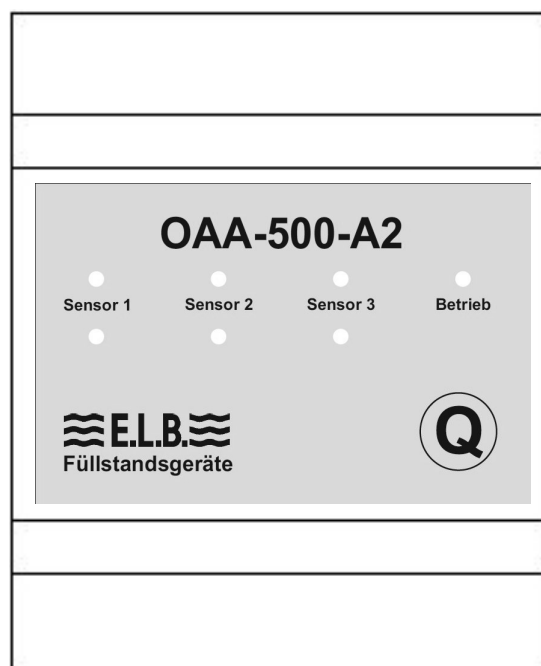 OAA-500-A2
Sensor 1 Sensor 2 Sensor 3 Betrieb
E.L.B.
Füllstandsgeräte
Q